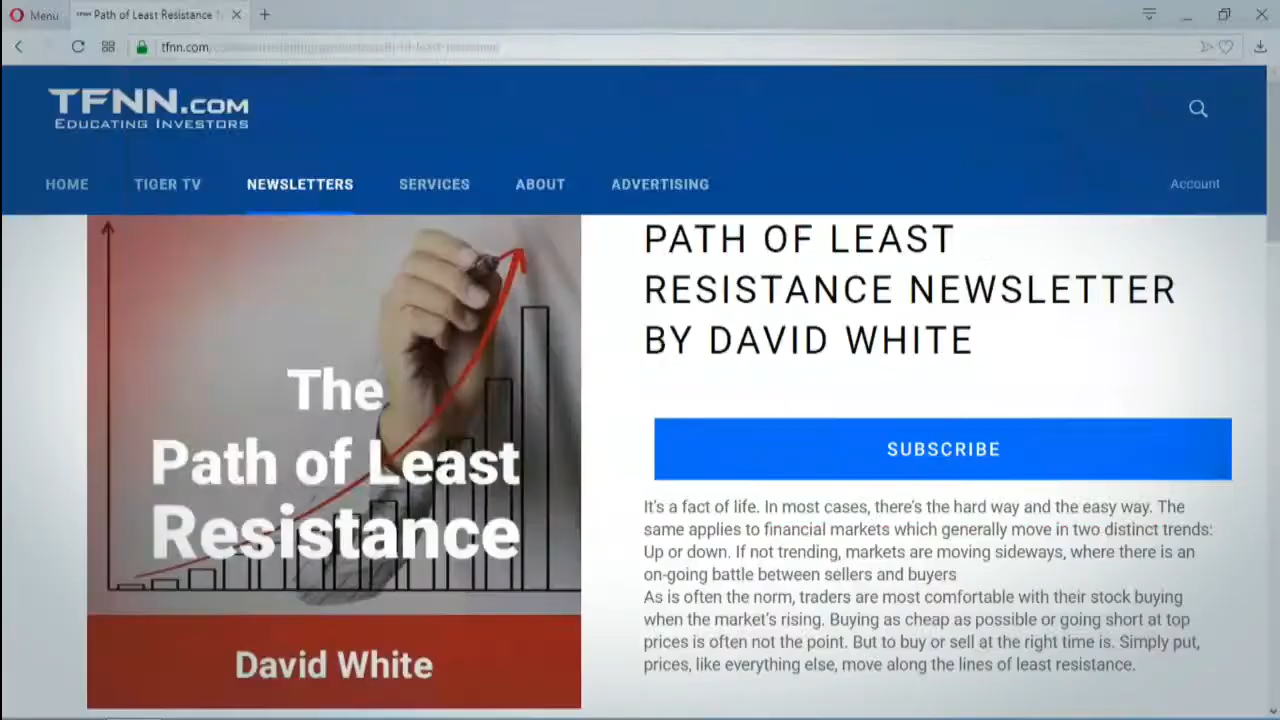 Menu
Path of Least Resistance
tfnn.com
TFNN.COM
EDUCATING INVESTORS
HOME
TIGER TV
NEWSLETTERS
SERVICES
ABOUT
ADVERTISING
Account
The
Path of Least
Resistance
David White
PATH OF LEAST
RESISTANCE NEWSLETTER
BY DAVID WHITE
SUBSCRIBE
It's a fact of life. In most cases, there's the hard way and the easy way. The
same applies to financial markets which generally move in two distinct trends:
Up or down. If not trending, markets are moving sideways, where there is an
on-going battle between sellers and buyers
As is often the norm, traders are most comfortable with their stock buying
when the market's rising. Buying as cheap as possible or going short at top
prices is often not the point. But to buy or sell at the right time is. Simply put,
prices, like everything else, move along the lines of least resistance.